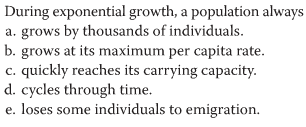 During exponential growth, a population always
a. grows by thousands of individuals.
b. grows at its maximum per capita rate.
c. quickly reaches its carrying capacity.
d. cycles through time.
e. loses some individuals to emigration.